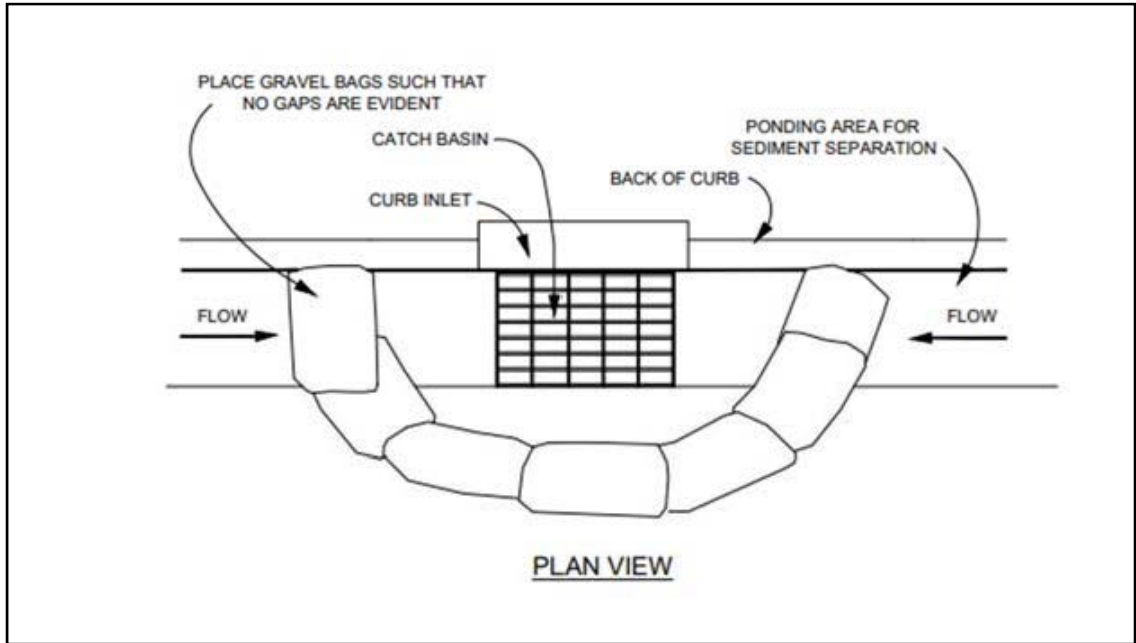 PLACE GRAVEL BAGS SUCH THAT
NO GAPS ARE EVIDENT
CATCH BASIN
PONDING AREA FOR
SEDIMENT SEPARATION
BACK OF CURB
CURB INLET
FLOW
FLOW
PLAN VIEW